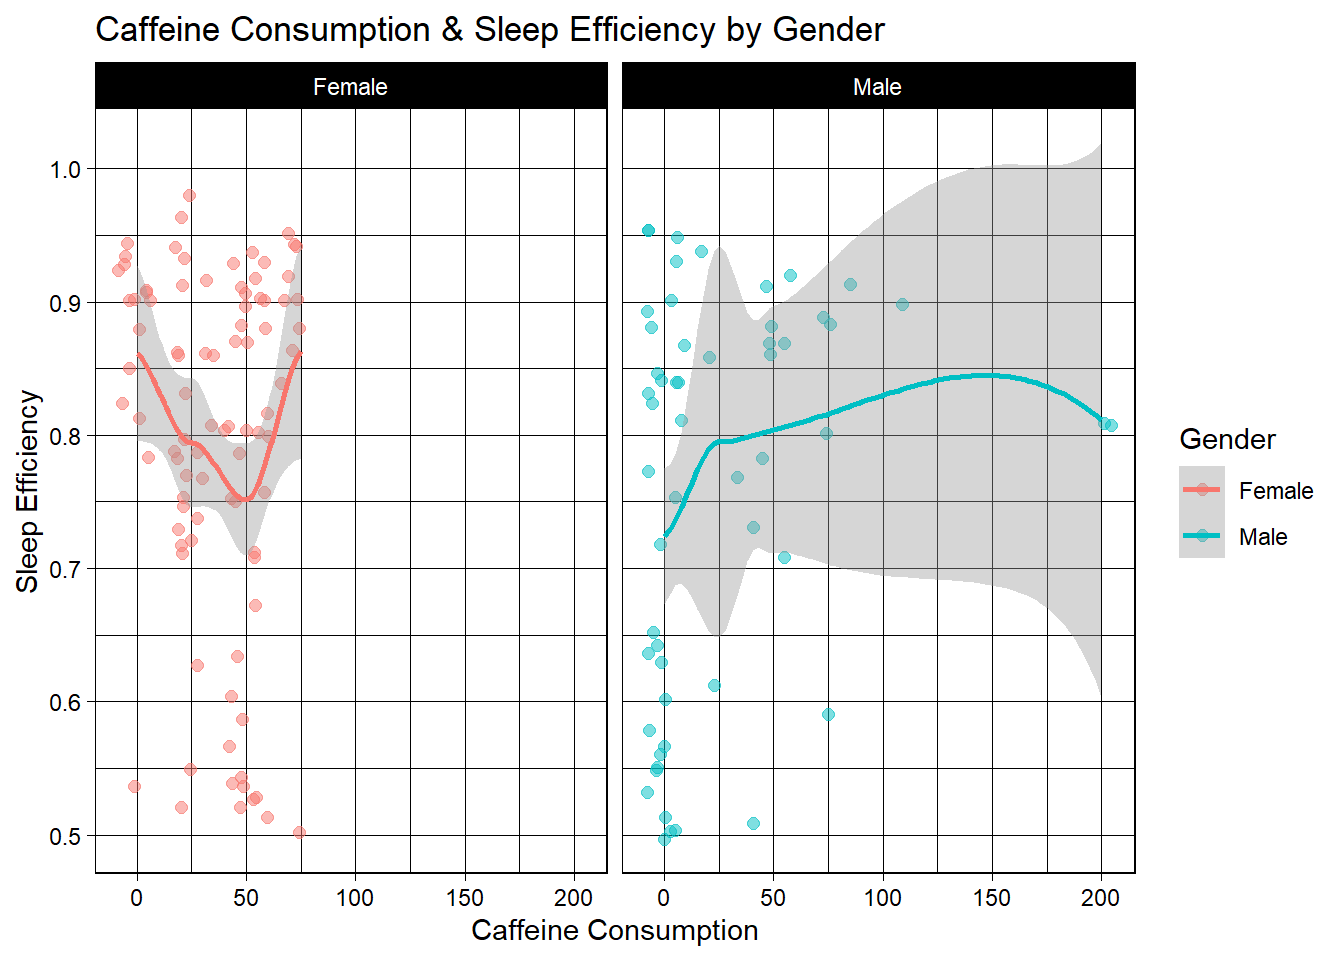 Caffeine Consumption & Sleep Efficiency by Gender
Female
Male
1.0
0.9
0.8
0.7
0.6
0.5
Sleep Efficiency
0 50 100 150 200
0 50 100 150 200
Caffeine Consumption
Gender
Female
Male